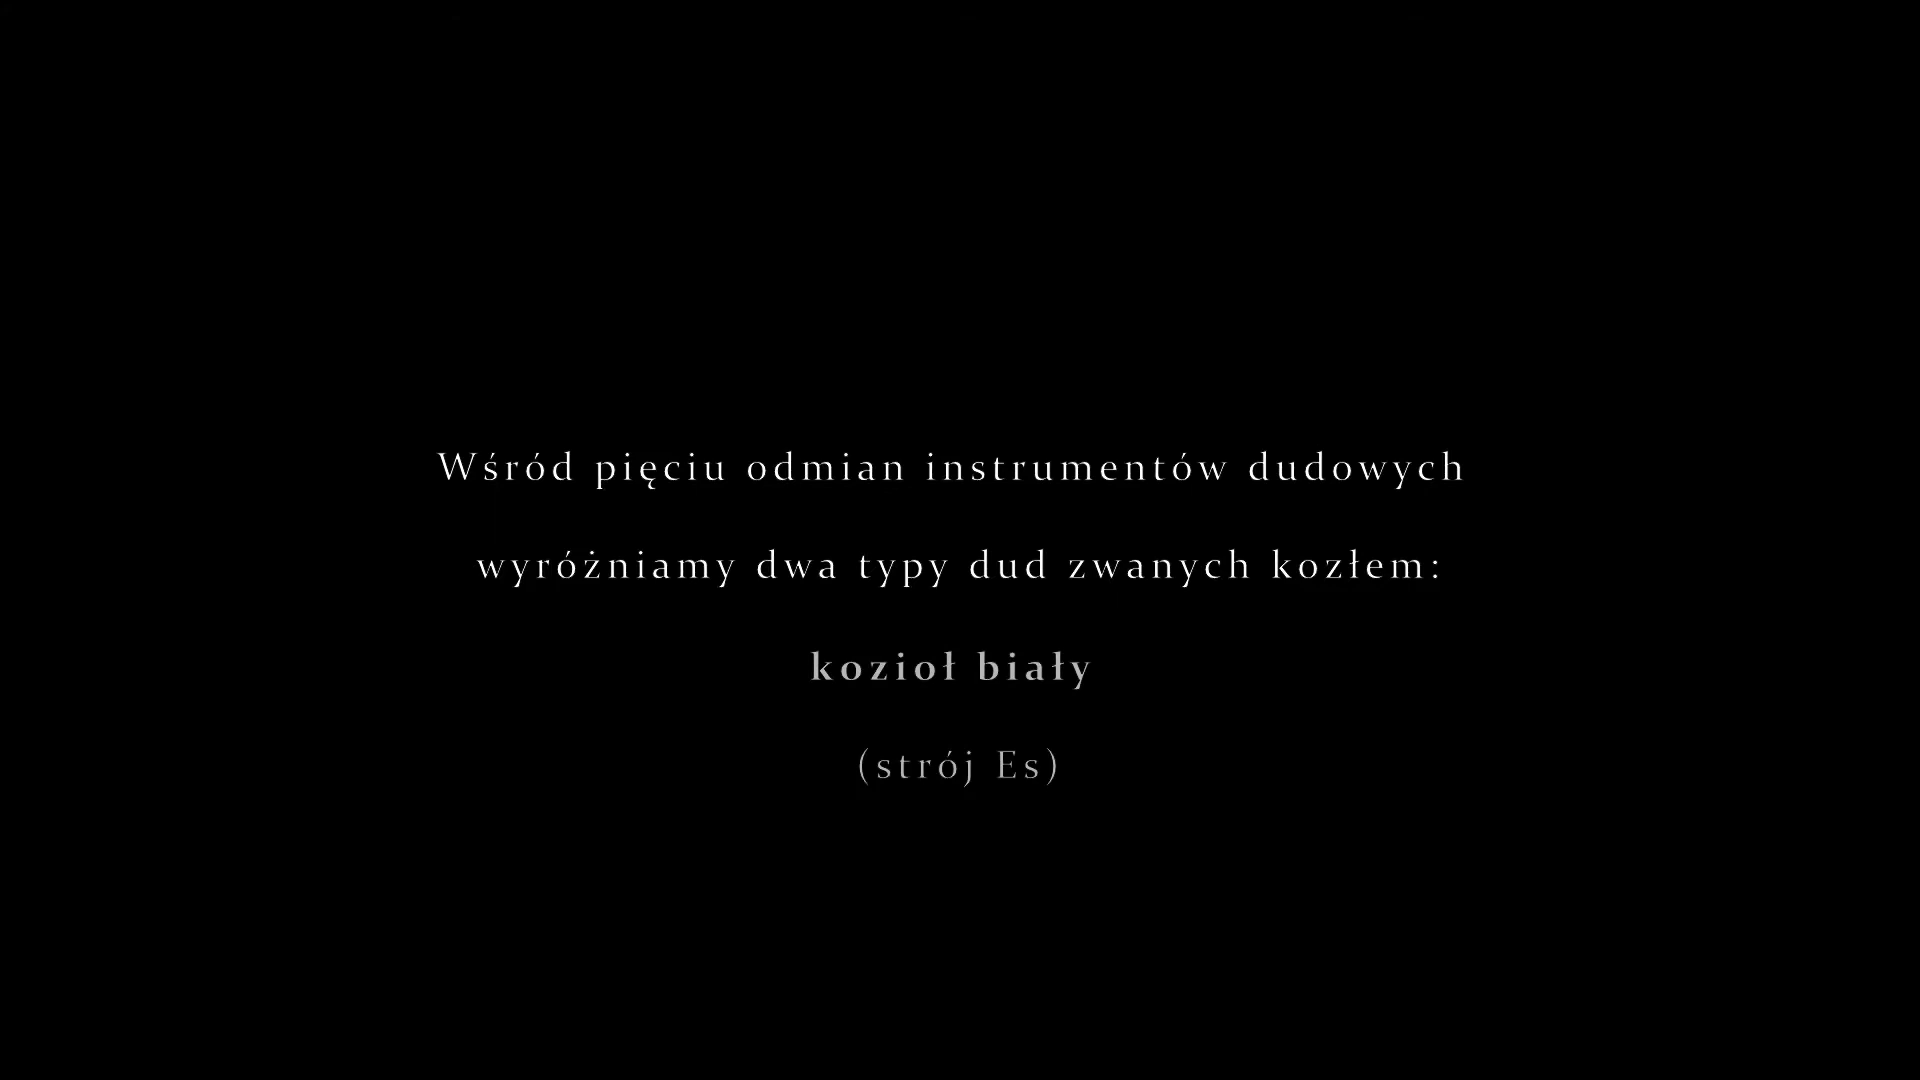 Wśród pięciu odmian instrumentów dudowych
wyróżniamy dwa typy dud zwanych kozłem:
kozioł biały
(strój Es)